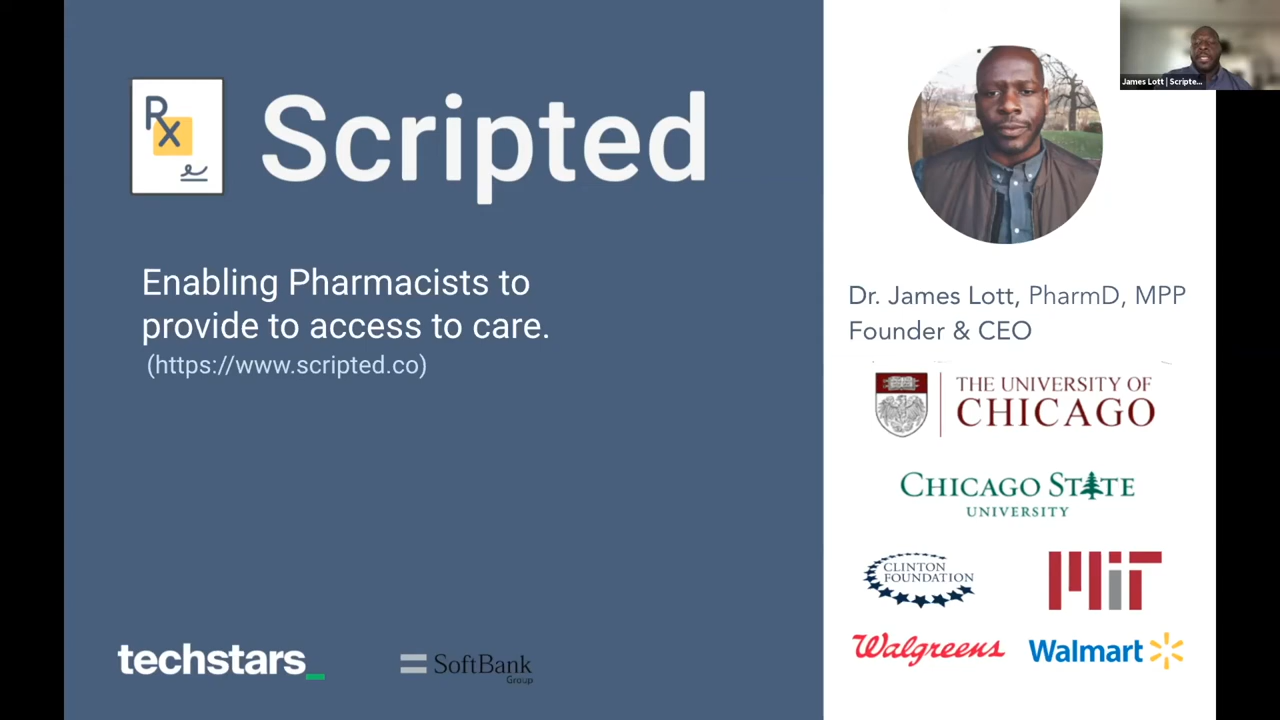 Rx
Scripted
Enabling Pharmacists to
provide to access to care.
(https://www.scripted.co)
techstars_
SoftBank
Group
James Lott | Scripte...
Dr. James Lott, PharmD, MPP
Founder & CEO
THE UNIVERSITY OF
CHICAGO
CHICAGO STATE
UNIVERSITY
CLINTON
FOUNDATION
MIT
Walgreens
Walmart